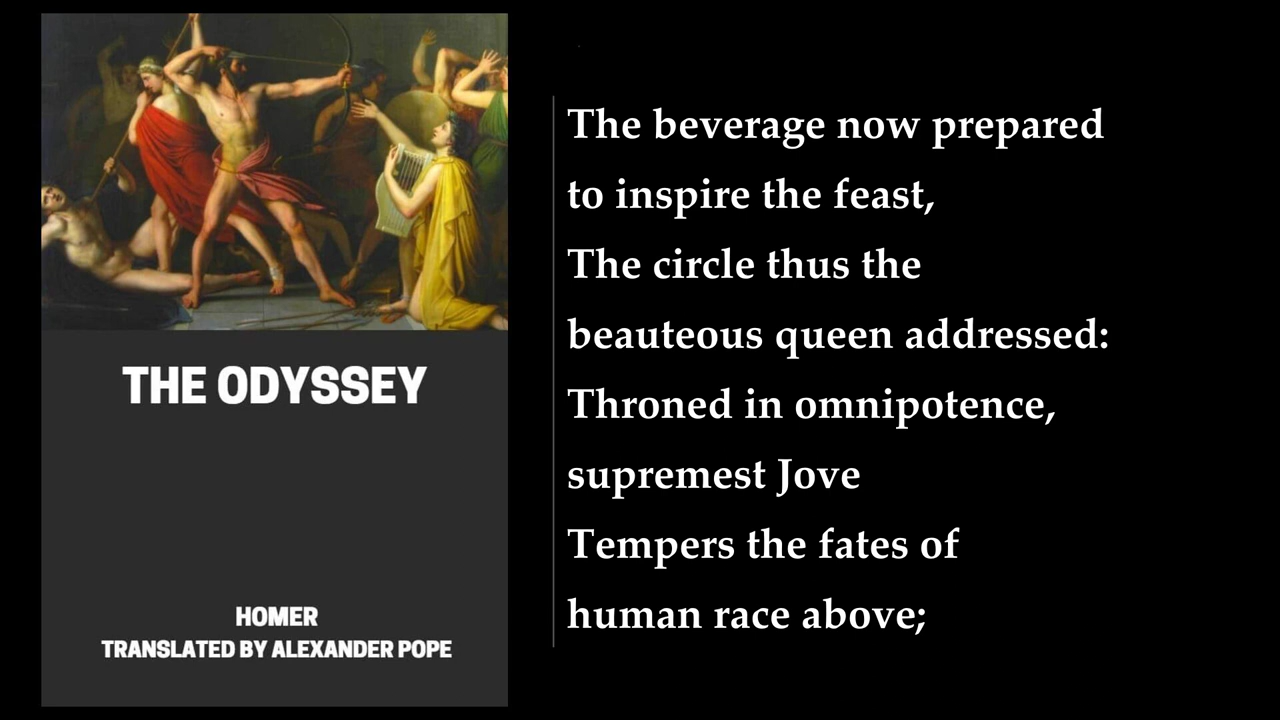 THE ODYSSEY
HOMER
TRANSLATED BY ALEXANDER POPE
The beverage now prepared
to inspire the feast,
The circle thus the
beauteous queen addressed:
Throned in omnipotence,
supremest Jove
Tempers the fates of
human race above;